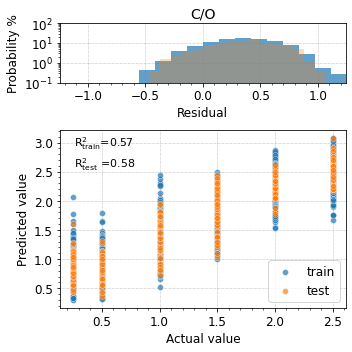 C/O
Probability %
10²
10¹
10⁰
10⁻¹
−1.0 −0.5 0.0 0.5 1.0
Residual
Predicted value
3.0
2.5
2.0
1.5
1.0
0.5
R²train=0.57
R²test =0.58
train
test
0.5 1.0 1.5 2.0 2.5
Actual value